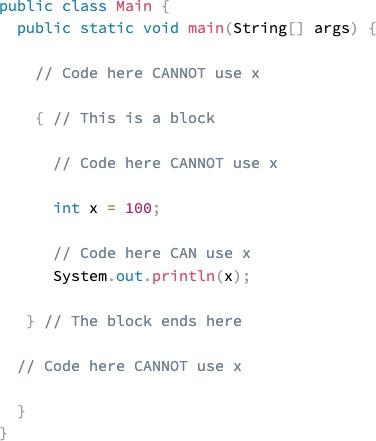 public class Main {
public static void main(String[] args) {
// Code here CANNOT use x
{ // This is a block
// Code here CANNOT use x
int x = 100;
// Code here CAN use x
System.out.println(x);
} // The block ends here
// Code here CANNOT use x
}
}